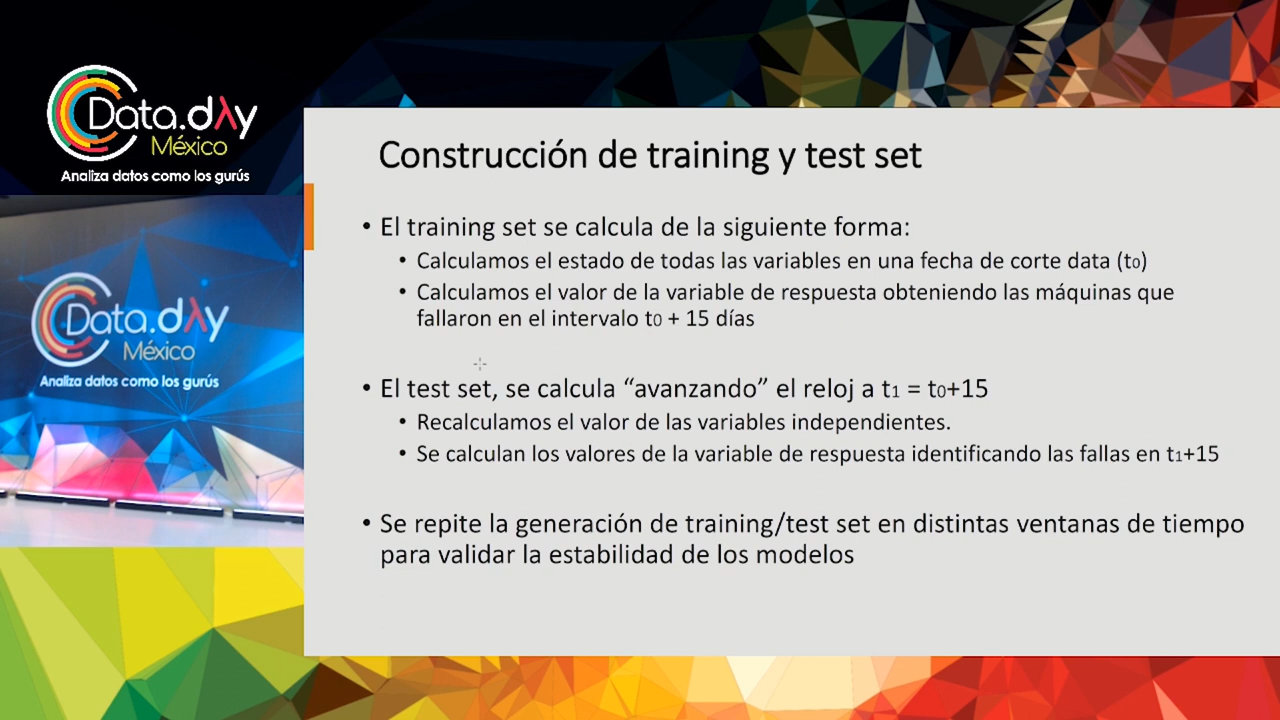 Data.dλy
México
Analiza datos como los gurús
Data.dλy
México
Analiza datos como los gurús
Construcción de training y test set
• El training set se calcula de la siguiente forma:
• Calculamos el estado de todas las variables en una fecha de corte data (t0)
• Calculamos el valor de la variable de respuesta obteniendo las máquinas que
fallaron en el intervalo t0 + 15 días
• El test set, se calcula “avanzando” el reloj a t1 = t0+15
• Recalculamos el valor de las variables independientes.
• Se calculan los valores de la variable de respuesta identificando las fallas en t1+15
• Se repite la generación de training/test set en distintas ventanas de tiempo
para validar la estabilidad de los modelos